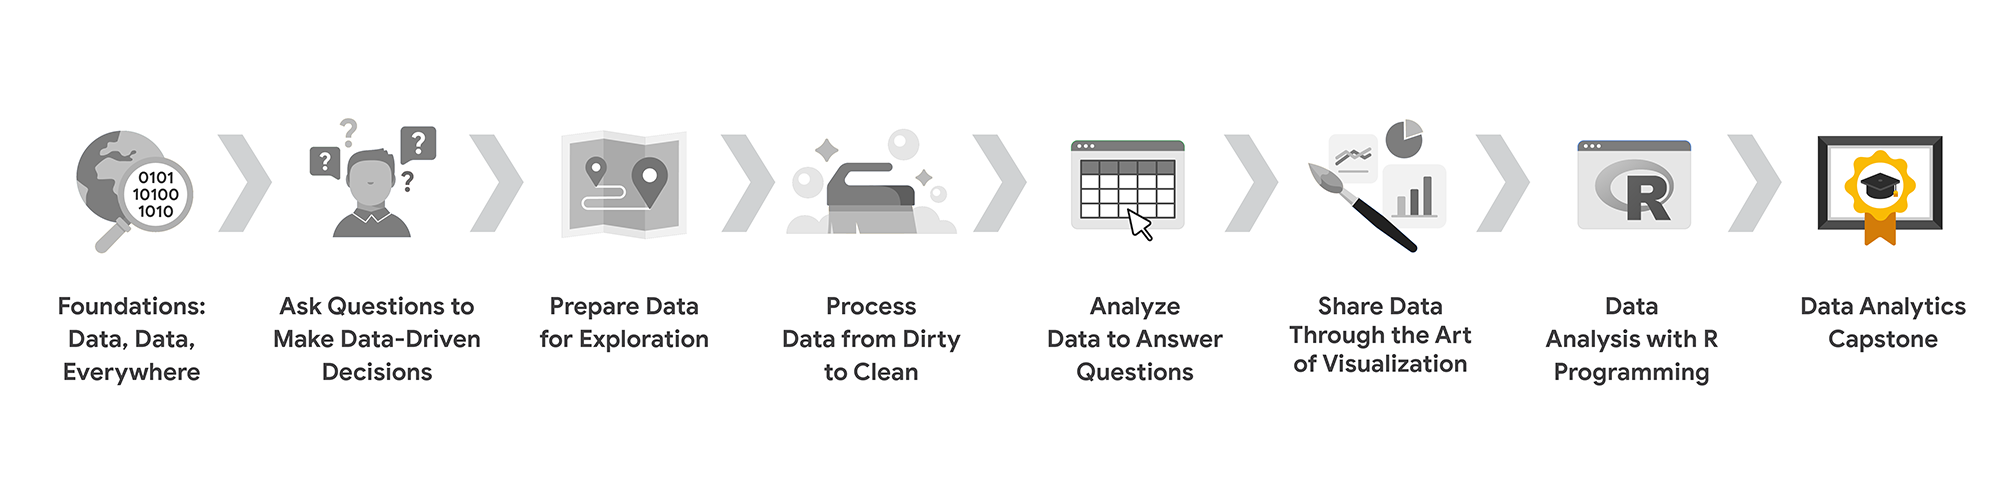 0101
10100
1010
?
?
?
?
R
Foundations:
Data, Data,
Everywhere
Ask Questions to
Make Data-Driven
Decisions
Prepare Data
for Exploration
Process
Data from Dirty
to Clean
Analyze
Data to Answer
Questions
Share Data
Through the Art
of Visualization
Data
Analysis with R
Programming
Data Analytics
Capstone